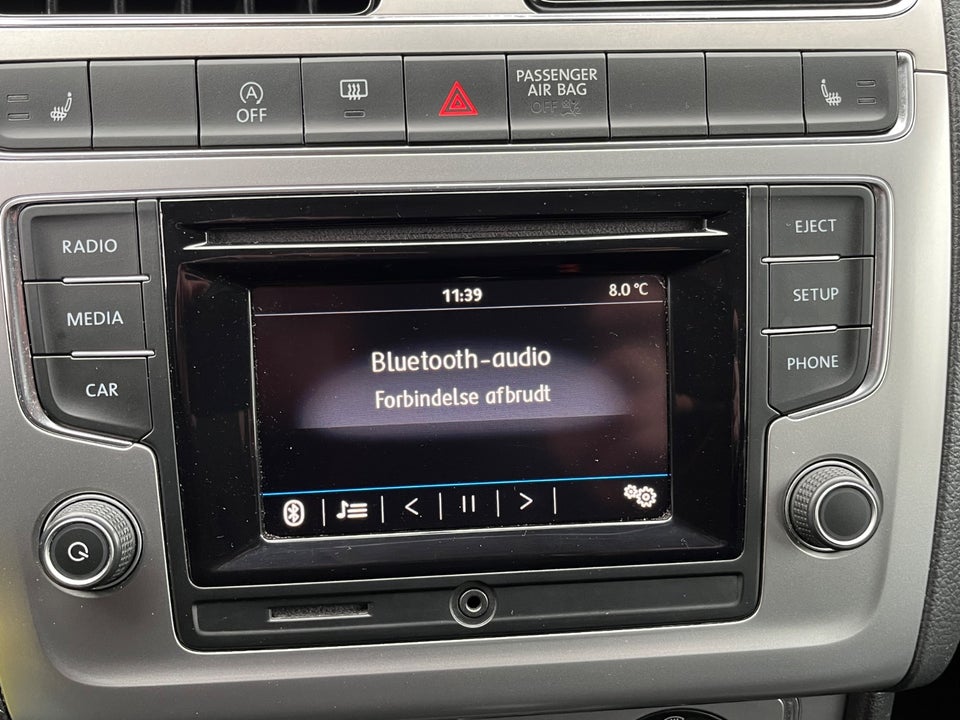 OFF
PASSENGER
AIR BAG
OFF
RADIO
MEDIA
CAR
11:39
8.0 °C
Bluetooth-audio
Forbindelse afbrudt
EJECT
SETUP
PHONE